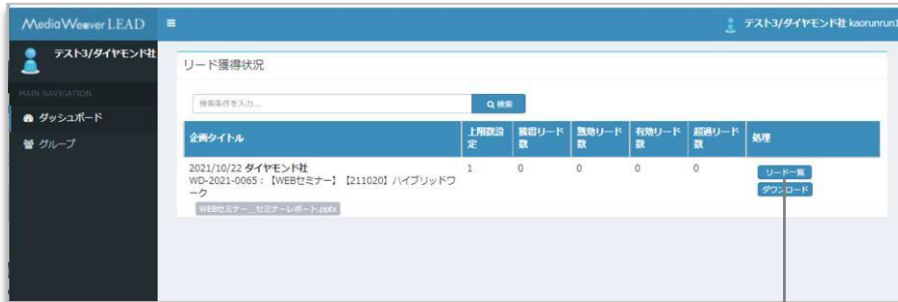 MediaWeaver LEAD
テスト3/ダイヤモンド社 kaorunrun1
テスト3/ダイヤモンド社
MAIN NAVIGATION
ダッシュボード
グループ
リード獲得状況
検索条件を入力...
検索
企画タイトル
上限数設定
獲得リード数
無効リード数
有効リード数
超過リード数
処理
2021/10/22 ダイヤモンド社
WD-2021-0065：【WEBセミナー】【211020】ハイブリッドワ
ーク
WEBセミナー__セミナーレポート.pptx
1
0
0
0
0
リード一覧
ダウンロード